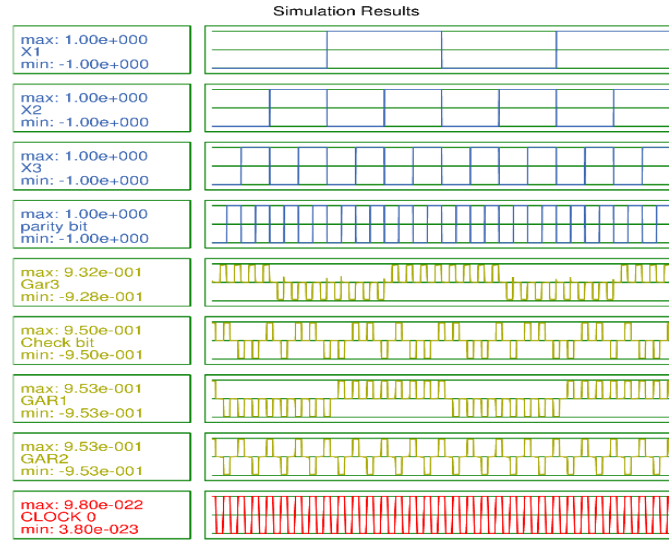 Simulation Results
max: 1.00e+000
X1
min: -1.00e+000
max: 1.00e+000
X2
min: -1.00e+000
max: 1.00e+000
X3
min: -1.00e+000
max: 1.00e+000
parity bit
min: -1.00e+000
max: 9.32e-001
Gar3
min: -9.28e-001
max: 9.50e-001
Check bit
min: -9.50e-001
max: 9.53e-001
GAR1
min: -9.53e-001
max: 9.53e-001
GAR2
min: -9.53e-001
max: 9.80e-022
CLOCK 0
min: 3.80e-023